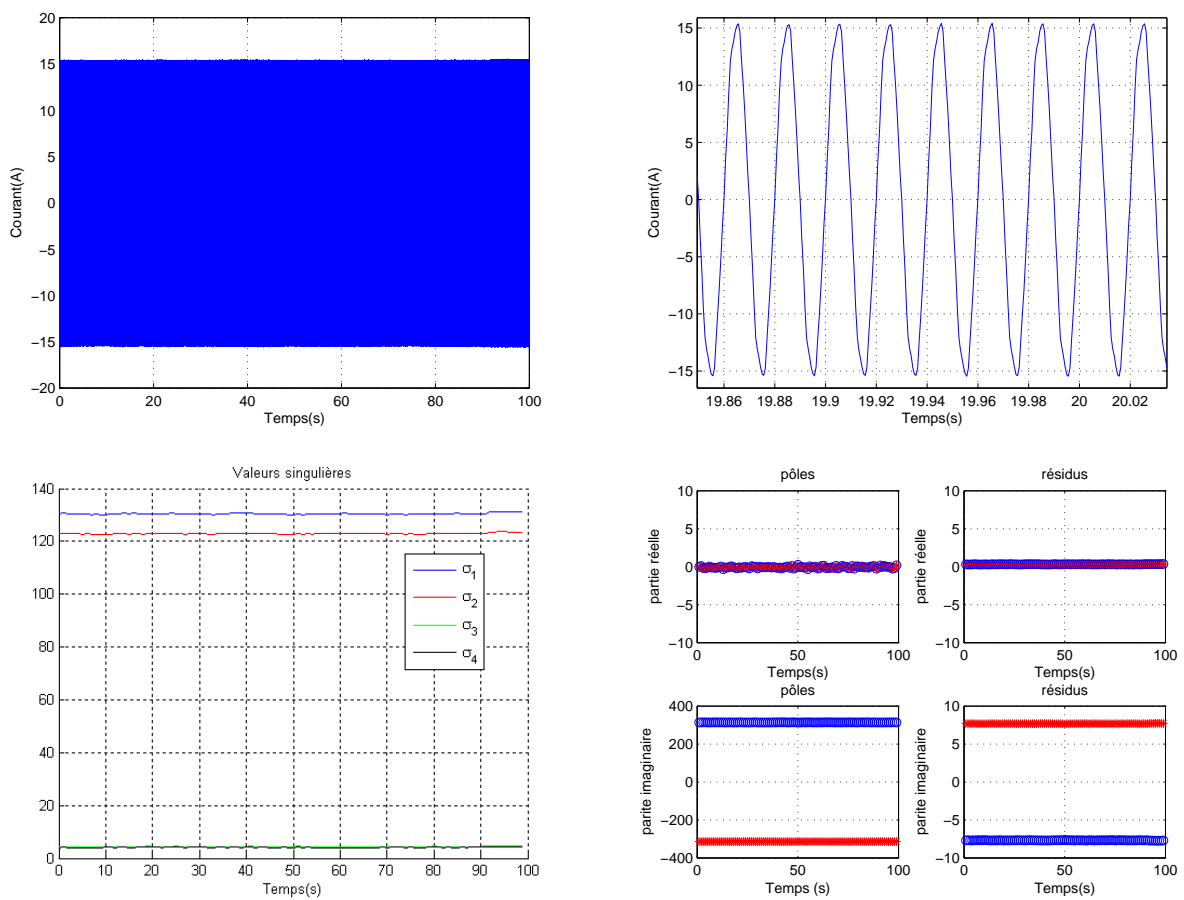 20
15
10
5
0
−5
−10
−15
−20
Courant(A)
0 20 40 60 80 100
Temps(s)
15
10
5
0
−5
−10
−15
Courant(A)
19.86 19.88 19.9 19.92 19.94 19.96 19.98 20 20.02
Temps(s)
Valeurs singulières
140
120
100
80
60
40
20
0
σ1
σ2
σ3
σ4
0 10 20 30 40 50 60 70 80 90 100
Temps(s)
pôles
10
5
0
−5
−10
partie réelle
0 50 100
Temps(s)
résidus
10
5
0
−5
−10
partie réelle
0 50 100
Temps(s)
pôles
400
200
0
−200
−400
parite imaginaire
0 50 100
Temps (s)
résidus
10
5
0
−5
−10
parite imaginaire
0 50 100
Temps(s)